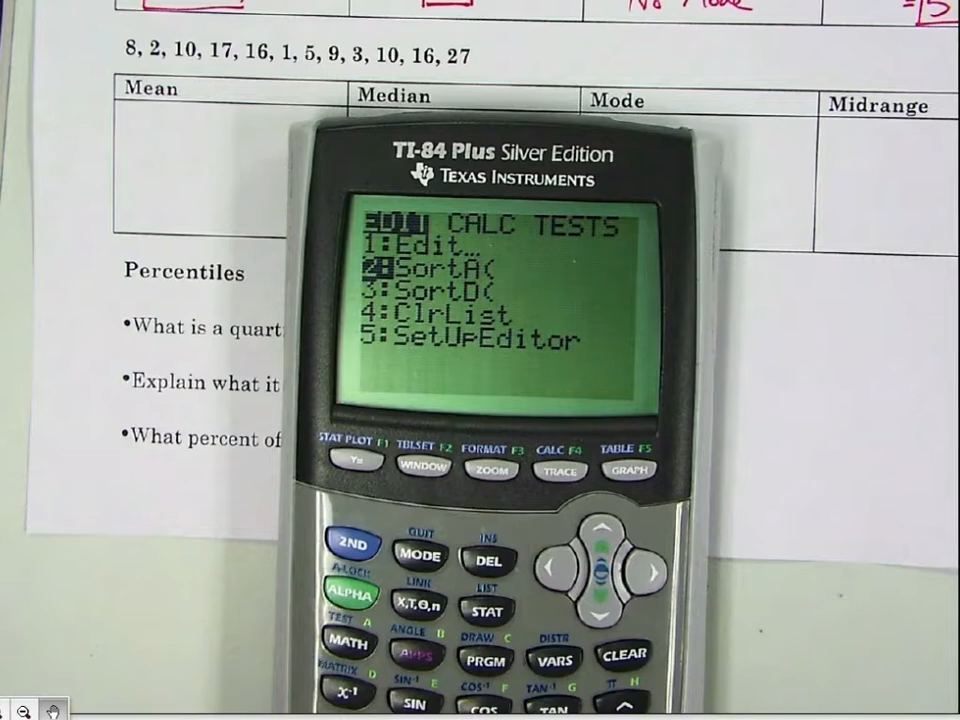 No Mode
=15
8, 2, 10, 17, 16, 1, 5, 9, 3, 10, 16, 27
Mean Median Mode Midrange
TI-84 Plus Silver Edition
TEXAS INSTRUMENTS
EDIT CALC TESTS
1:Edit…
2:SortA(
3:SortD(
4:ClrList
5:SetUpEditor
Percentiles
•What is a quart
•Explain what it
•What percent of
STAT PLOT F1 TBLSET F2 FORMAT F3 CALC F4 TABLE F5
Y= WINDOW ZOOM TRACE GRAPH
QUIT INS
2ND MODE DEL
A-LOCK LINK LIST
ALPHA X,T,Θ,n STAT
TEST A ANGLE B DRAW C DISTR
MATH APPS PRGM VARS CLEAR
MATRIX D SIN⁻¹ E COS⁻¹ F TAN⁻¹ G π H
x⁻¹ SIN COS TAN ^